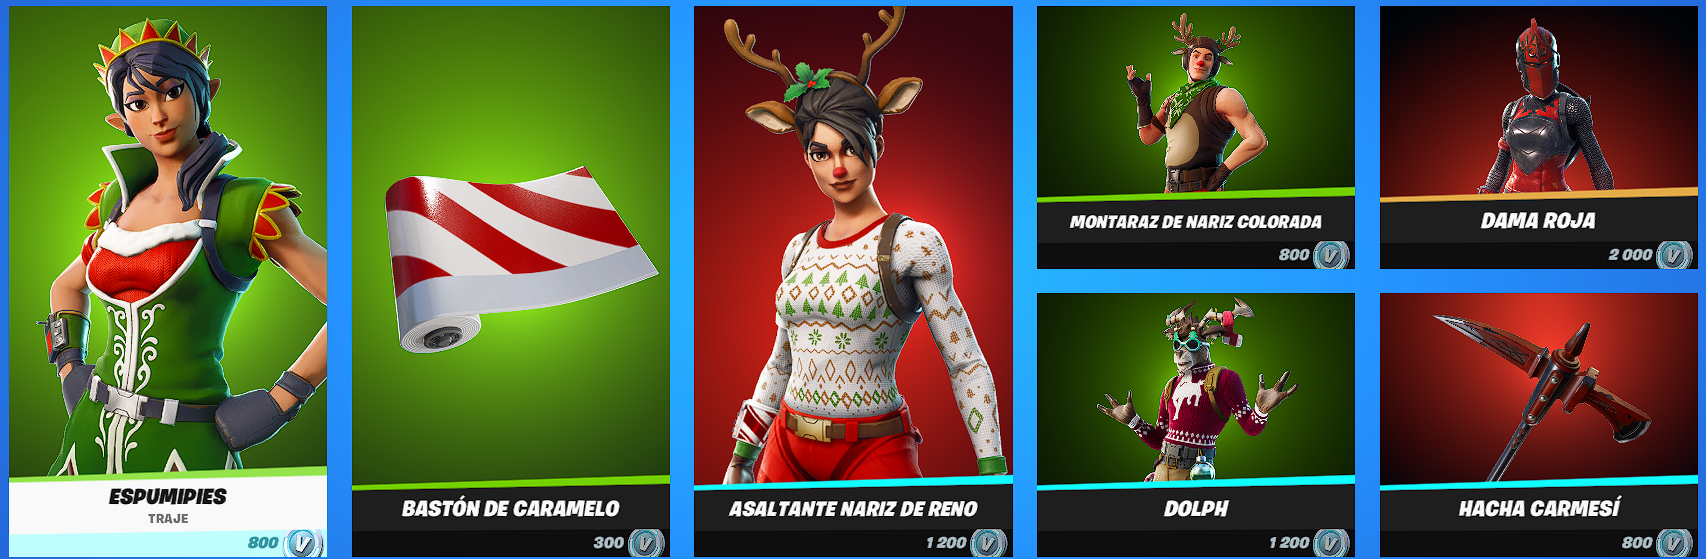 ESPUMIPIES
TRAJE
800
BASTÓN DE CARAMELO
300
ASALTANTE NARIZ DE RENO
1 200
MONTARAZ DE NARIZ COLORADA
800
DOLPH
1 200
DAMA ROJA
2 000
HACHA CARMESÍ
800